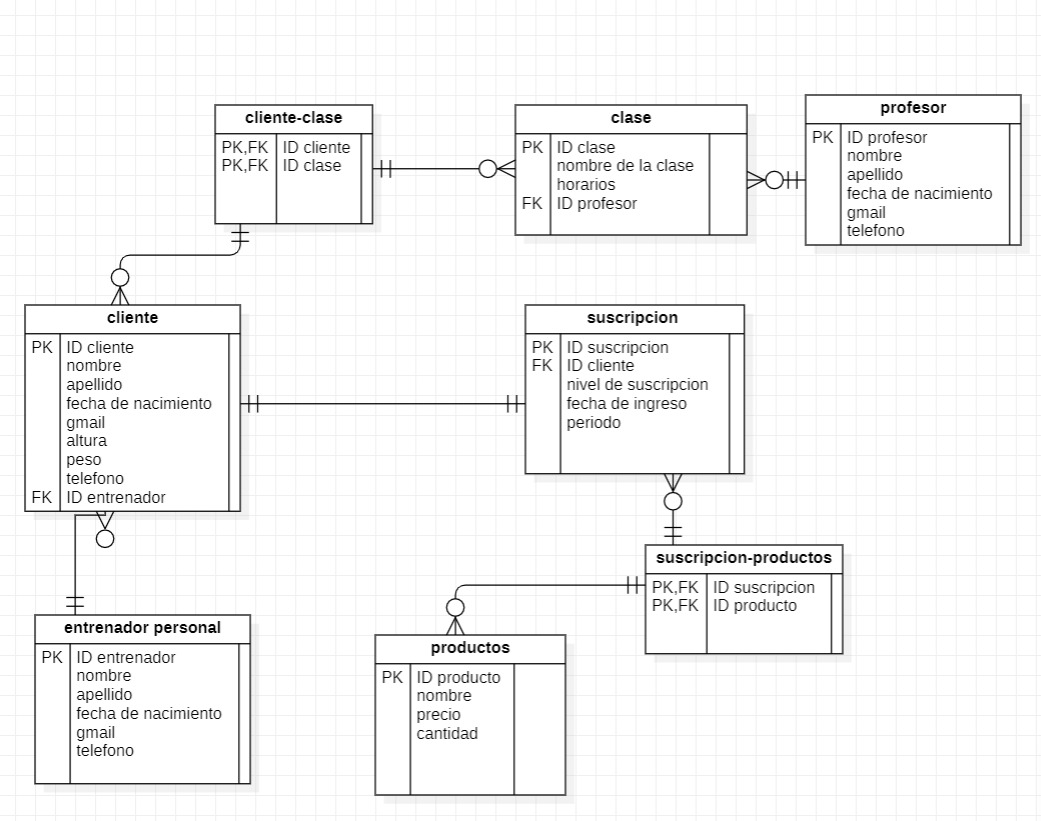 cliente-clase
PK,FK ID cliente
PK,FK ID clase
clase
PK ID clase
nombre de la clase
horarios
FK ID profesor
profesor
PK ID profesor
nombre
apellido
fecha de nacimiento
gmail
telefono
cliente
PK ID cliente
nombre
apellido
fecha de nacimiento
gmail
altura
peso
telefono
FK ID entrenador
suscripcion
PK ID suscripcion
FK ID cliente
nivel de suscripcion
fecha de ingreso
periodo
suscripcion-productos
PK,FK ID suscripcion
PK,FK ID producto
entrenador personal
PK ID entrenador
nombre
apellido
fecha de nacimiento
gmail
telefono
productos
PK ID producto
nombre
precio
cantidad